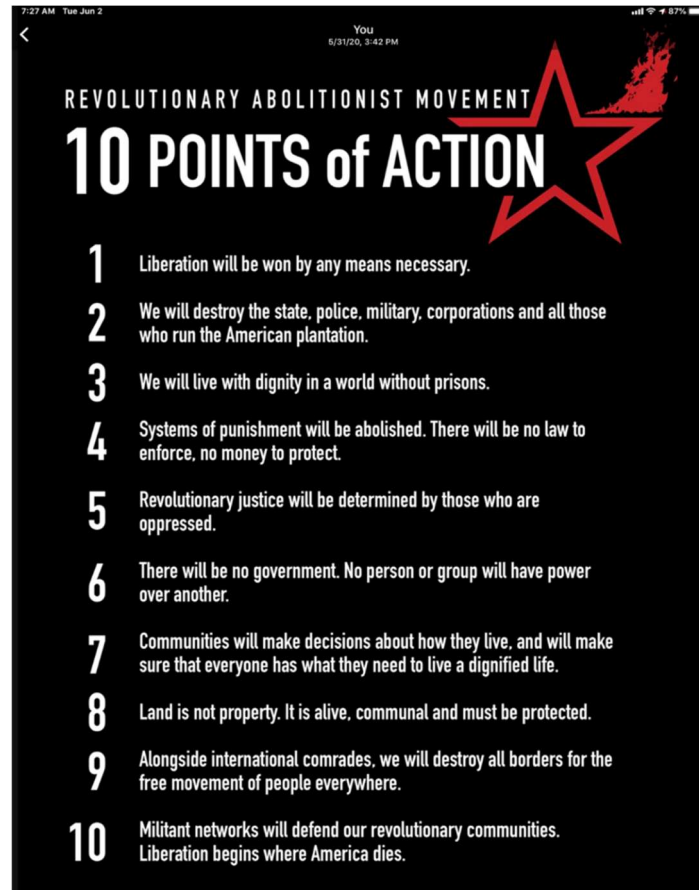 7:27 AM Tue Jun 2
87%
You
5/31/20, 3:42 PM
REVOLUTIONARY ABOLITIONIST MOVEMENT
10 POINTS of ACTION
1 Liberation will be won by any means necessary.
2 We will destroy the state, police, military, corporations and all those
who run the American plantation.
3 We will live with dignity in a world without prisons.
4 Systems of punishment will be abolished. There will be no law to
enforce, no money to protect.
5 Revolutionary justice will be determined by those who are
oppressed.
6 There will be no government. No person or group will have power
over another.
7 Communities will make decisions about how they live, and will make
sure that everyone has what they need to live a dignified life.
8 Land is not property. It is alive, communal and must be protected.
9 Alongside international comrades, we will destroy all borders for the
free movement of people everywhere.
10 Militant networks will defend our revolutionary communities.
Liberation begins where America dies.